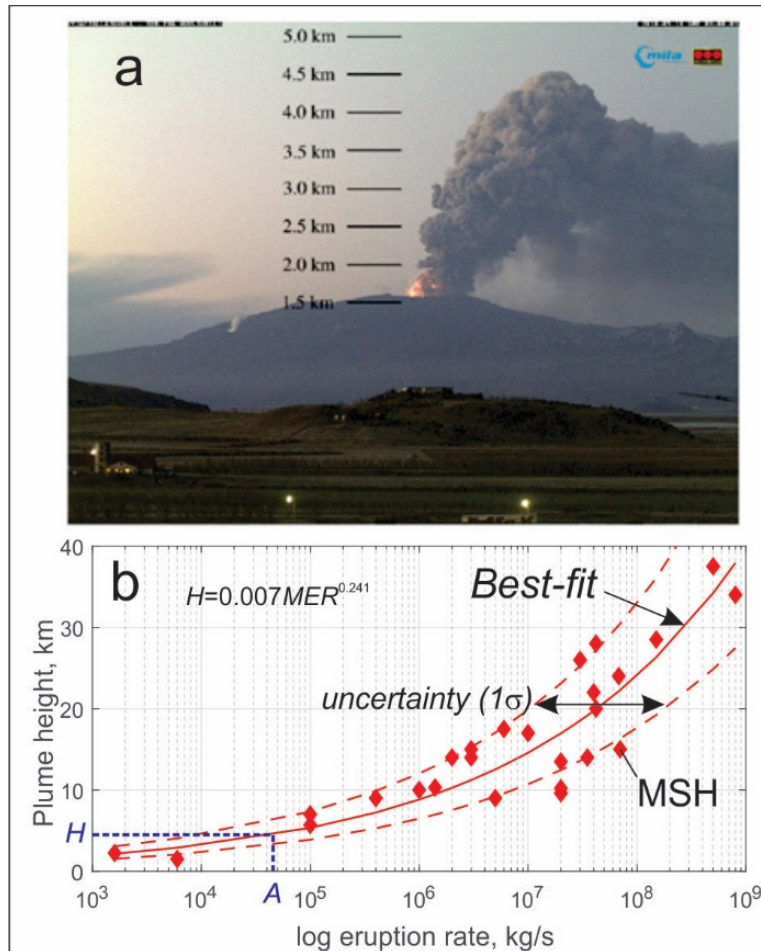 a
5.0 km
4.5 km
4.0 km
3.5 km
3.0 km
2.5 km
2.0 km
1.5 km
mila
b
H=0.007MER^0.241
Best-fit
uncertainty (1σ)
MSH
Plume height, km
40
30
20
10
0
H
A
10^3
10^4
10^5
10^6
10^7
10^8
10^9
log eruption rate, kg/s